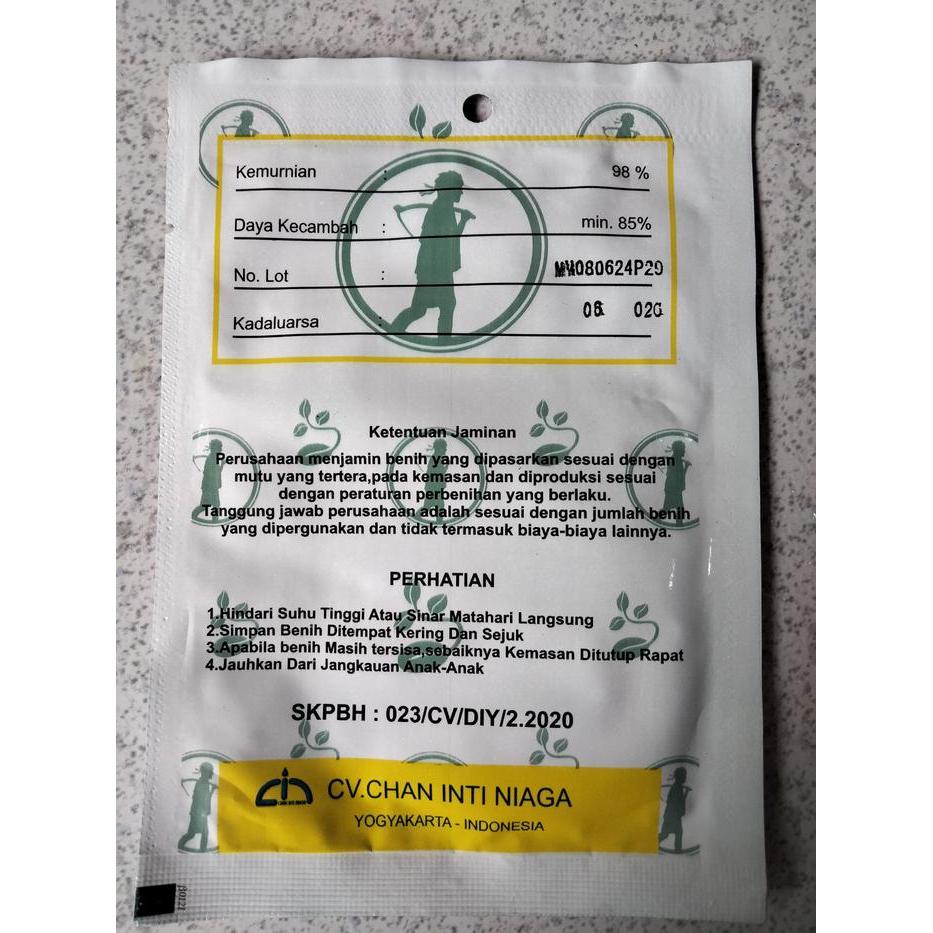 Kemurnian : 98 %
Daya Kecambah : min. 85%
No. Lot : 080624P29
Kadaluarsa : 06
Ketentuan Jaminan
Perusahaan menjamin benih yang dipasarkan sesuai dengan
mutu yang tertera,pada kemasan dan diproduksi sesuai
dengan peraturan perbenihan yang berlaku.
Tanggung jawab perusahaan adalah sesuai dengan jumlah benih
yang dipergunakan dan tidak termasuk biaya-biaya lainnya.
PERHATIAN
1.Hindari Suhu Tinggi Atau Sinar Matahari Langsung
2.Simpan Benih Ditempat Kering Dan Sejuk
3.Apabila benih Masih tersisa,sebaiknya Kemasan Ditutup Rapat
4.Jauhkan Dari Jangkauan Anak-Anak
SKPBH : 023/CV/DIY/2.2020
CV.CHAN INTI NIAGA
YOGYAKARTA - INDONESIA